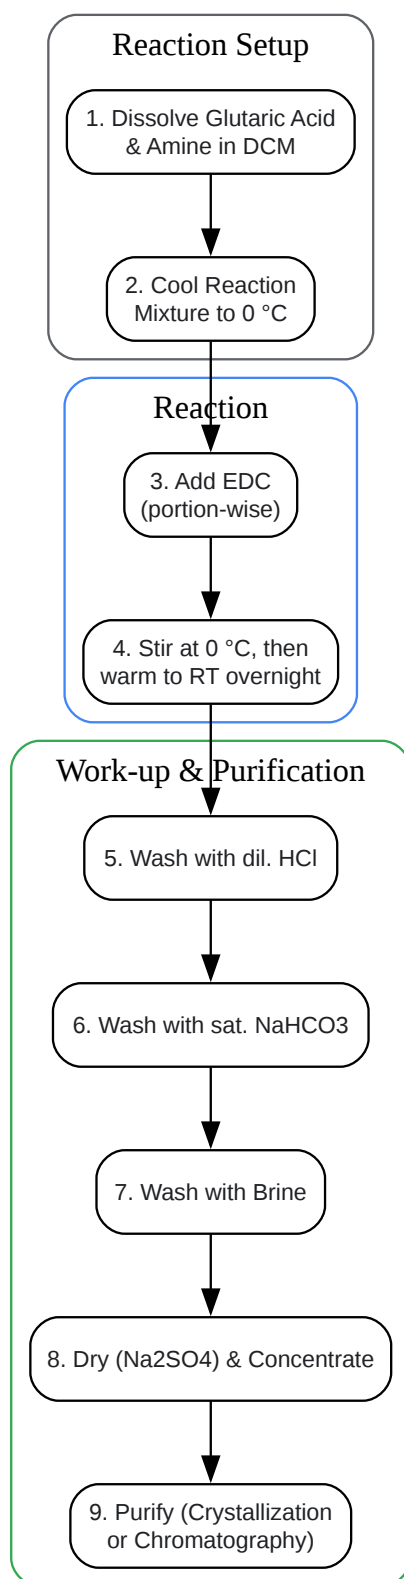 Reaction Setup
1. Dissolve Glutaric Acid
& Amine in DCM
2. Cool Reaction
Mixture to 0 °C
Reaction
3. Add EDC
(portion-wise)
4. Stir at 0 °C, then
warm to RT overnight
Work-up & Purification
5. Wash with dil. HCl
6. Wash with sat. NaHCO3
7. Wash with Brine
8. Dry (Na2SO4) & Concentrate
9. Purify (Crystallization
or Chromatography)